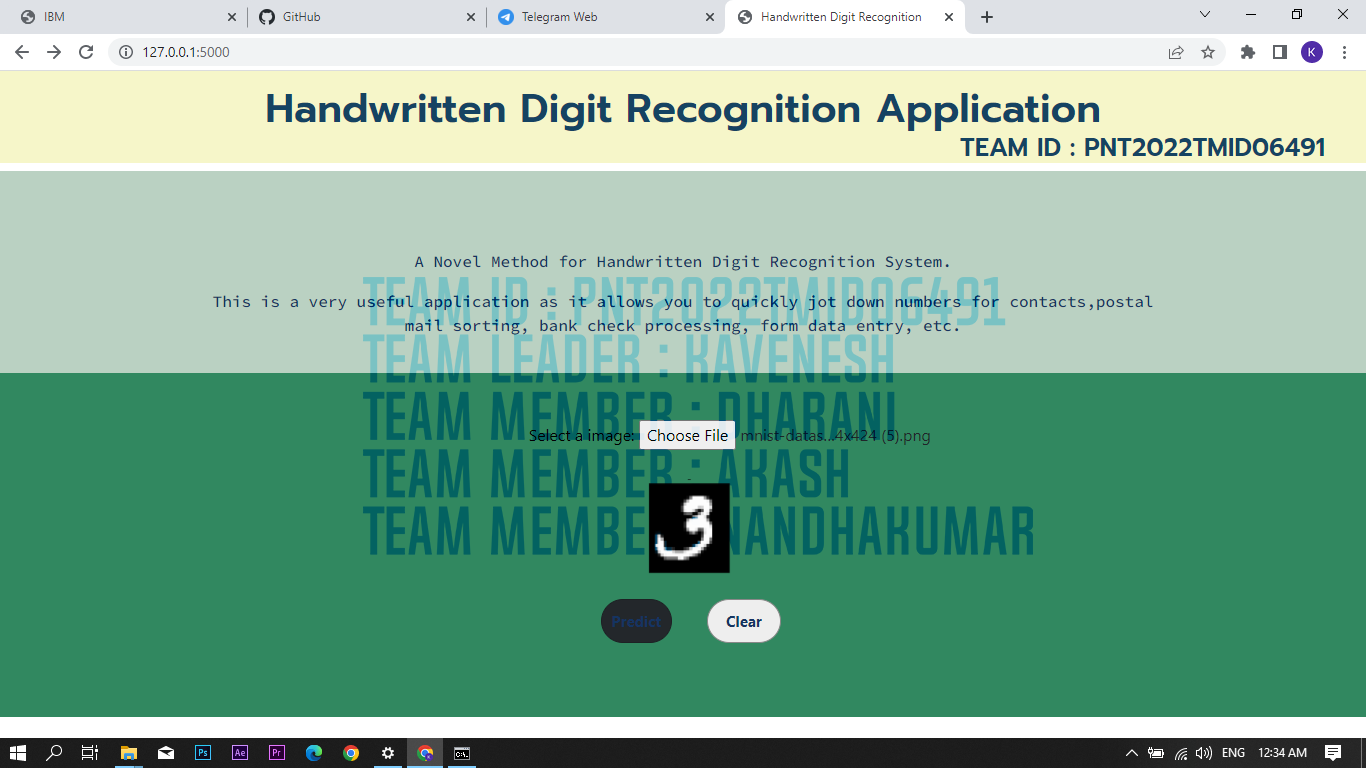 IBM
GitHub
Telegram Web
Handwritten Digit Recognition
127.0.0.1:5000
K
Handwritten Digit Recognition Application
TEAM ID : PNT2022TMID06491
A Novel Method for Handwritten Digit Recognition System.
TEAM ID : PNT2022TMID06491
This is a very useful application as it allows you to quickly jot down numbers for contacts,postal
mail sorting, bank check processing, form data entry, etc.
TEAM LEADER : KAVENESH
TEAM MEMBER : DHARANI
Select a image: Choose File mnist-datas...4x424 (5).png
TEAM MEMBER : AKASH
3
TEAM MEMBE NANDHAKUMAR
Predict Clear
Ps Ae Pr
ENG 12:34 AM